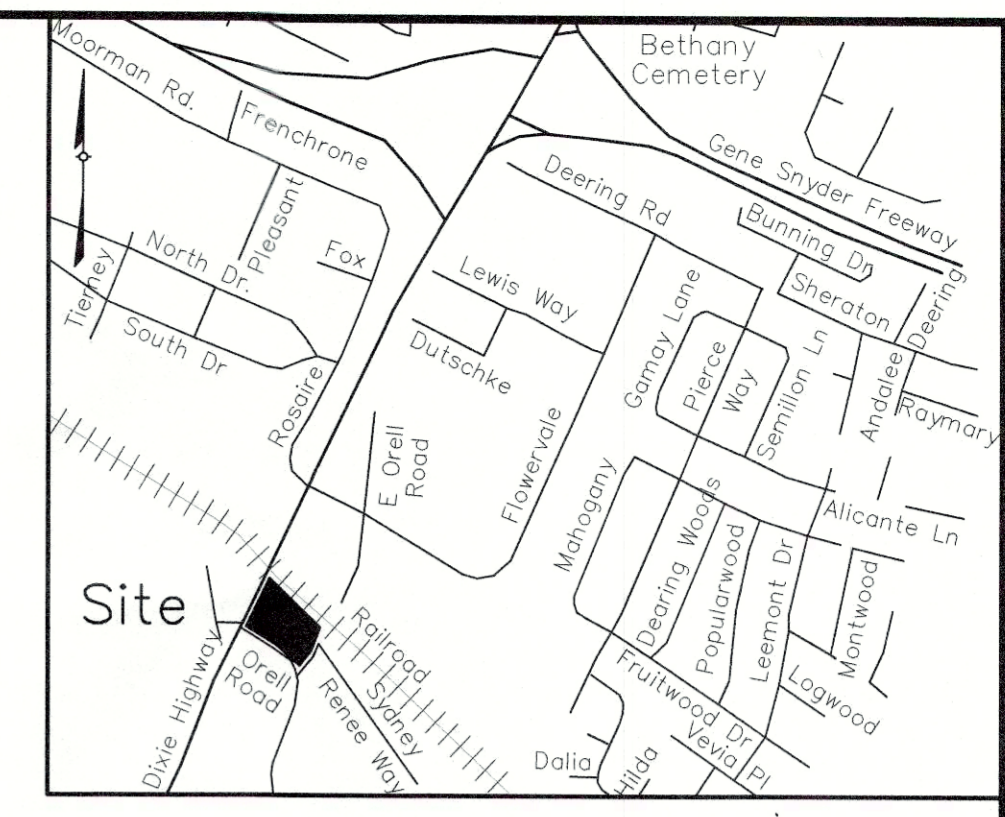 Bethany
Cemetery
Moorman Rd.
Frenchrone
Gene Snyder Freeway
Deering Rd
Bunning Dr
Pleasant
Fox
North Dr.
Tierney
South Dr
Lewis Way
Dutschke
Sheraton
Deering
Gamay Lane
Pierce
Way
Semillon Ln
Andalee
Raymary
Rosaire
E Orell
Road
Flowervale
Mahogany
Alicante Ln
Dearing Woods
Popularwood
Leemont Dr
Montwood
Site
Railroad
Orell
Road
Sydney
Renee Way
Dixie Highway
Fruitwood Dr
Logwood
Vevia Pl
Dalia
Hilda